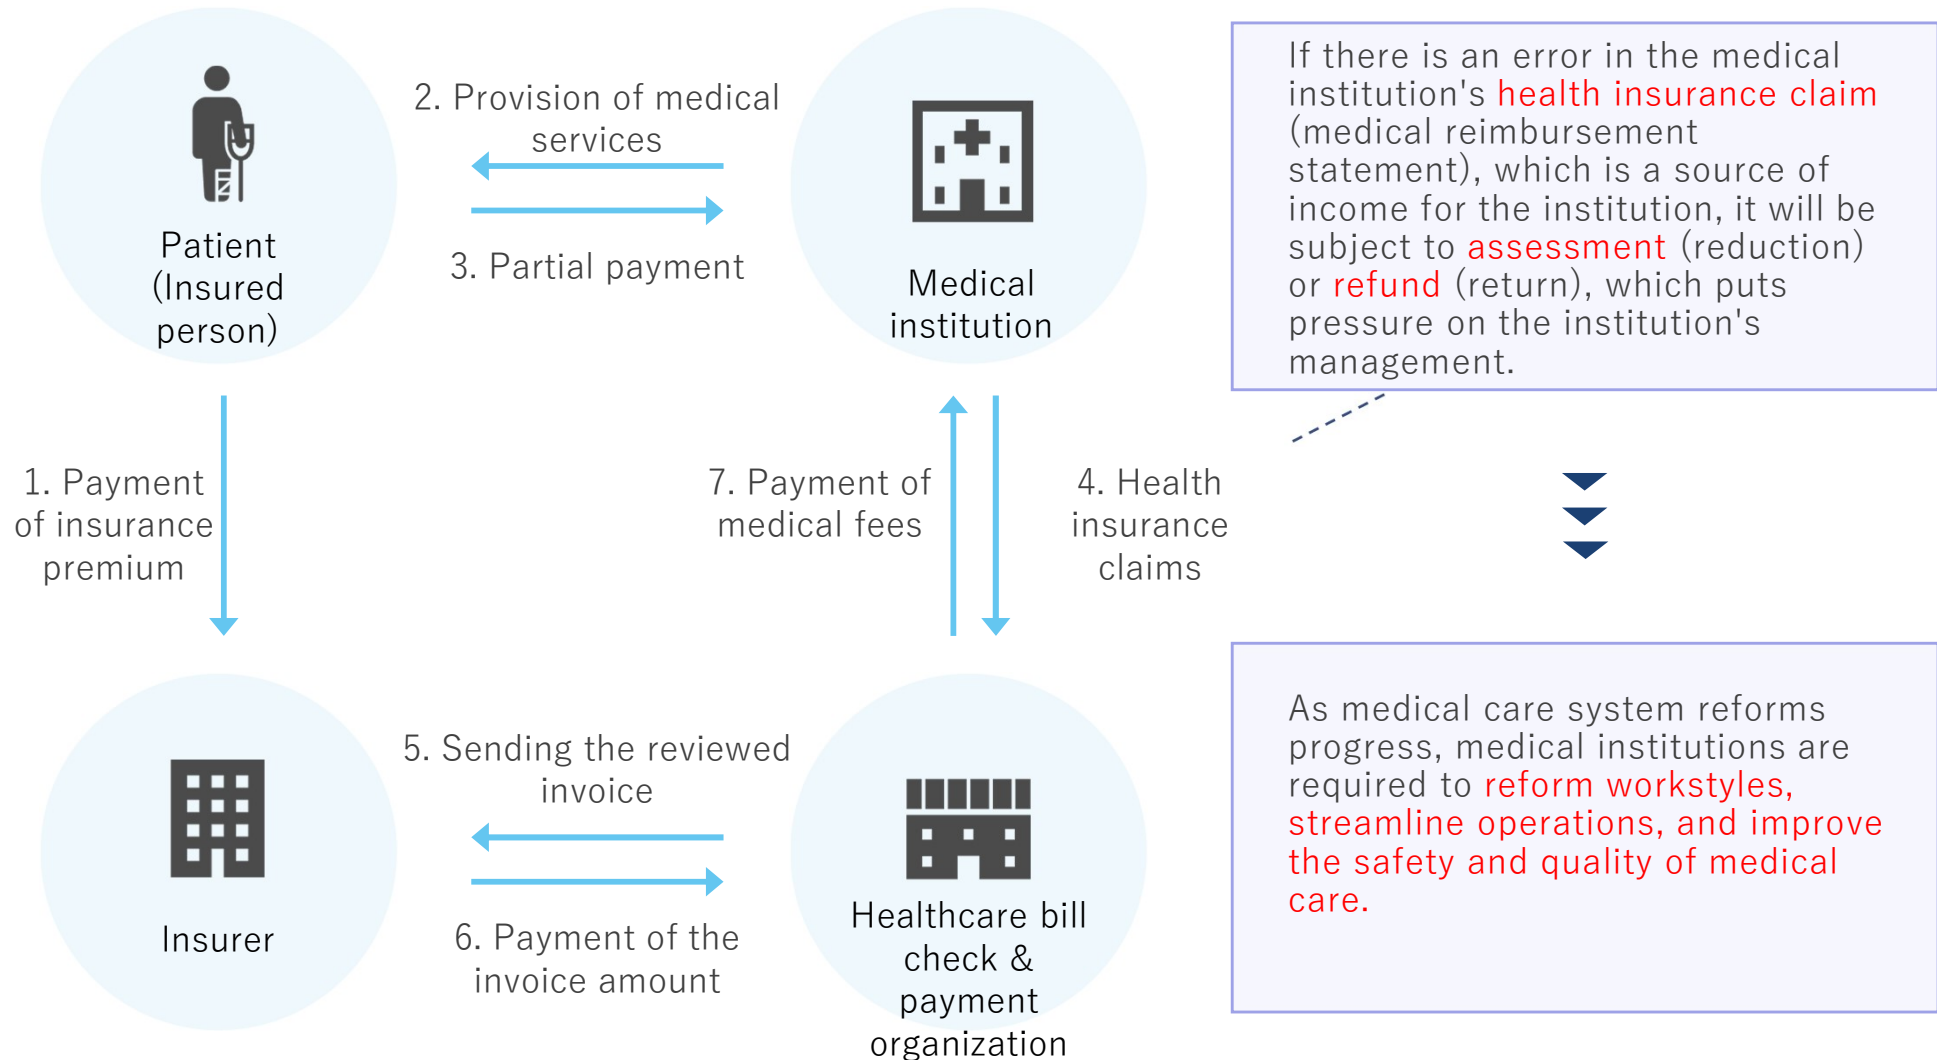 2. Provision of medical
services
3. Partial payment
Patient
(Insured
person)
Medical
institution
If there is an error in the medical
institution's health insurance claim
(medical reimbursement
statement), which is a source of
income for the institution, it will be
subject to assessment (reduction)
or refund (return), which puts
pressure on the institution's
management.
1. Payment
of insurance
premium
7. Payment of
medical fees
4. Health
insurance
claims
5. Sending the reviewed
invoice
6. Payment of the
invoice amount
Insurer
Healthcare bill
check &
payment
organization
As medical care system reforms
progress, medical institutions are
required to reform workstyles,
streamline operations, and improve
the safety and quality of medical
care.